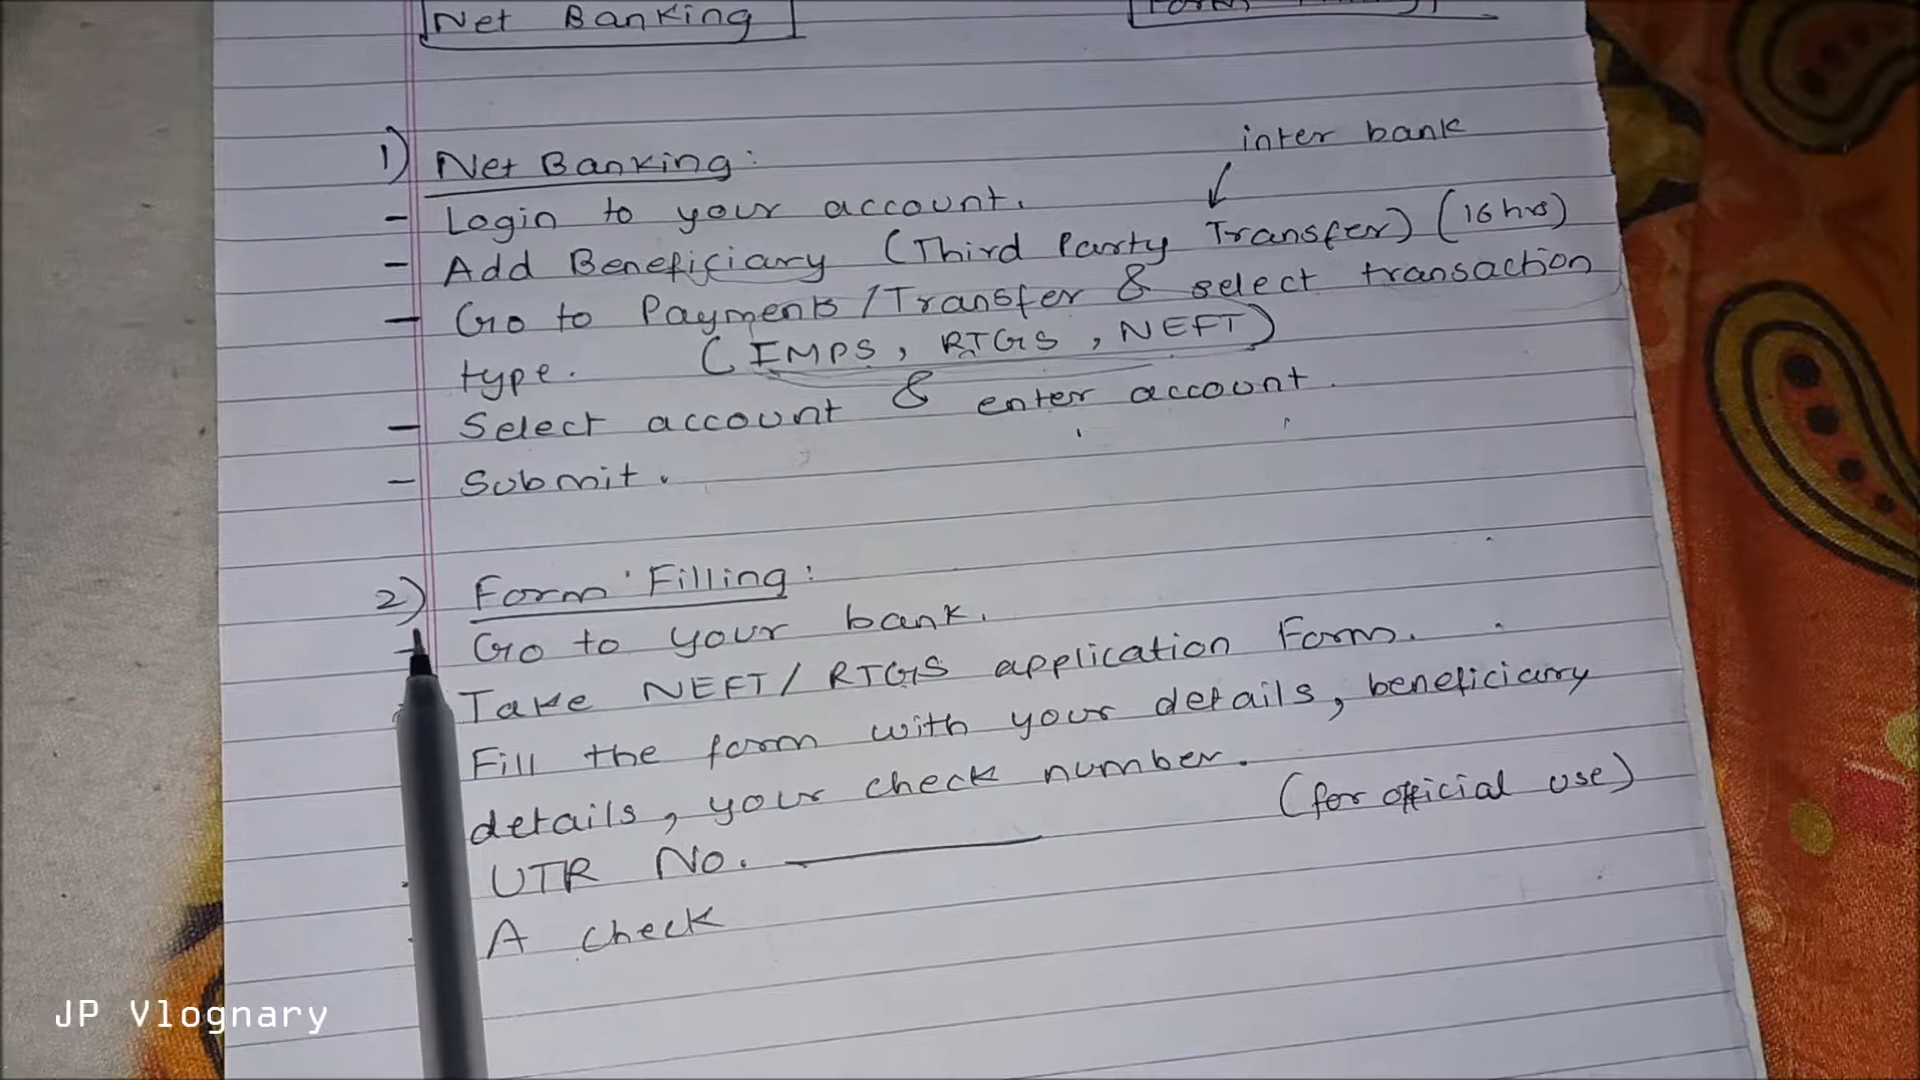 Net Banking
inter bank
1) Net Banking:
- Login to your account.
- Add Beneficiary (Third Party Transfer) (16 hrs)
- Go to Payments/Transfer & select transaction
type. (IMPS, RTGS, NEFT)
- Select account & enter account.
- Submit.
2) Form Filling:
- Go to your bank.
Take NEFT/RTGS application Form.
Fill the form with your details, beneficiary
details, your check number.
(for official use)
UTR No.
A check
JP Vlognary